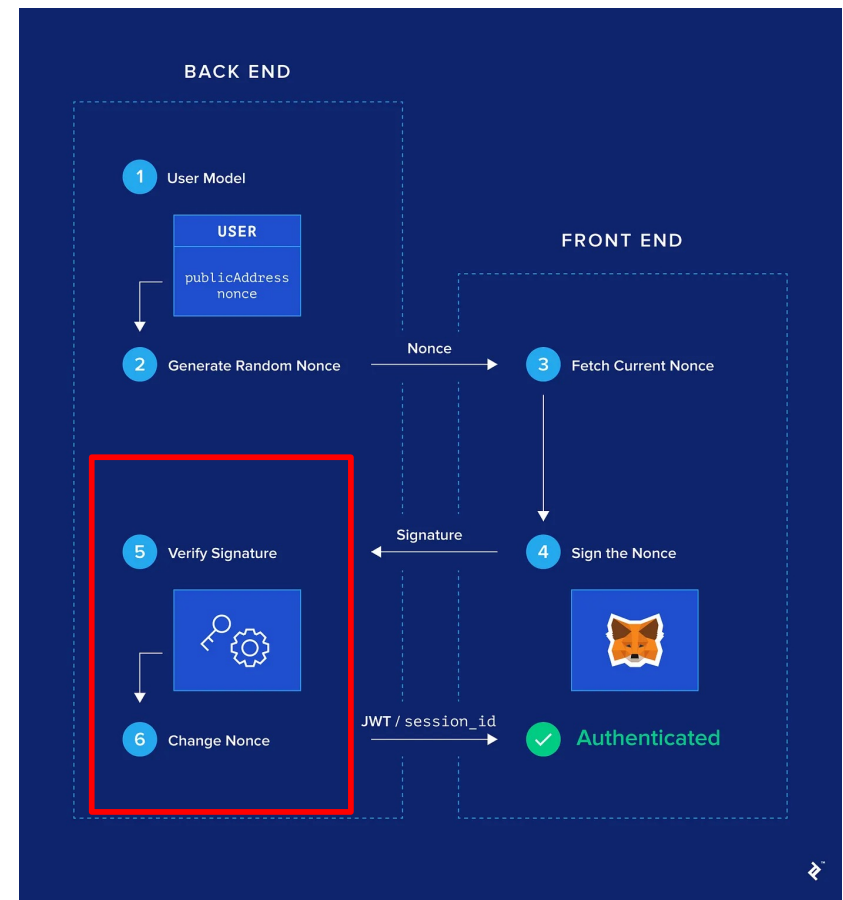 BACK END
1 User Model
USER
publicAddress
nonce
FRONT END
2 Generate Random Nonce
Nonce
3 Fetch Current Nonce
Signature
4 Sign the Nonce
5 Verify Signature
6 Change Nonce
JWT / session_id
Authenticated